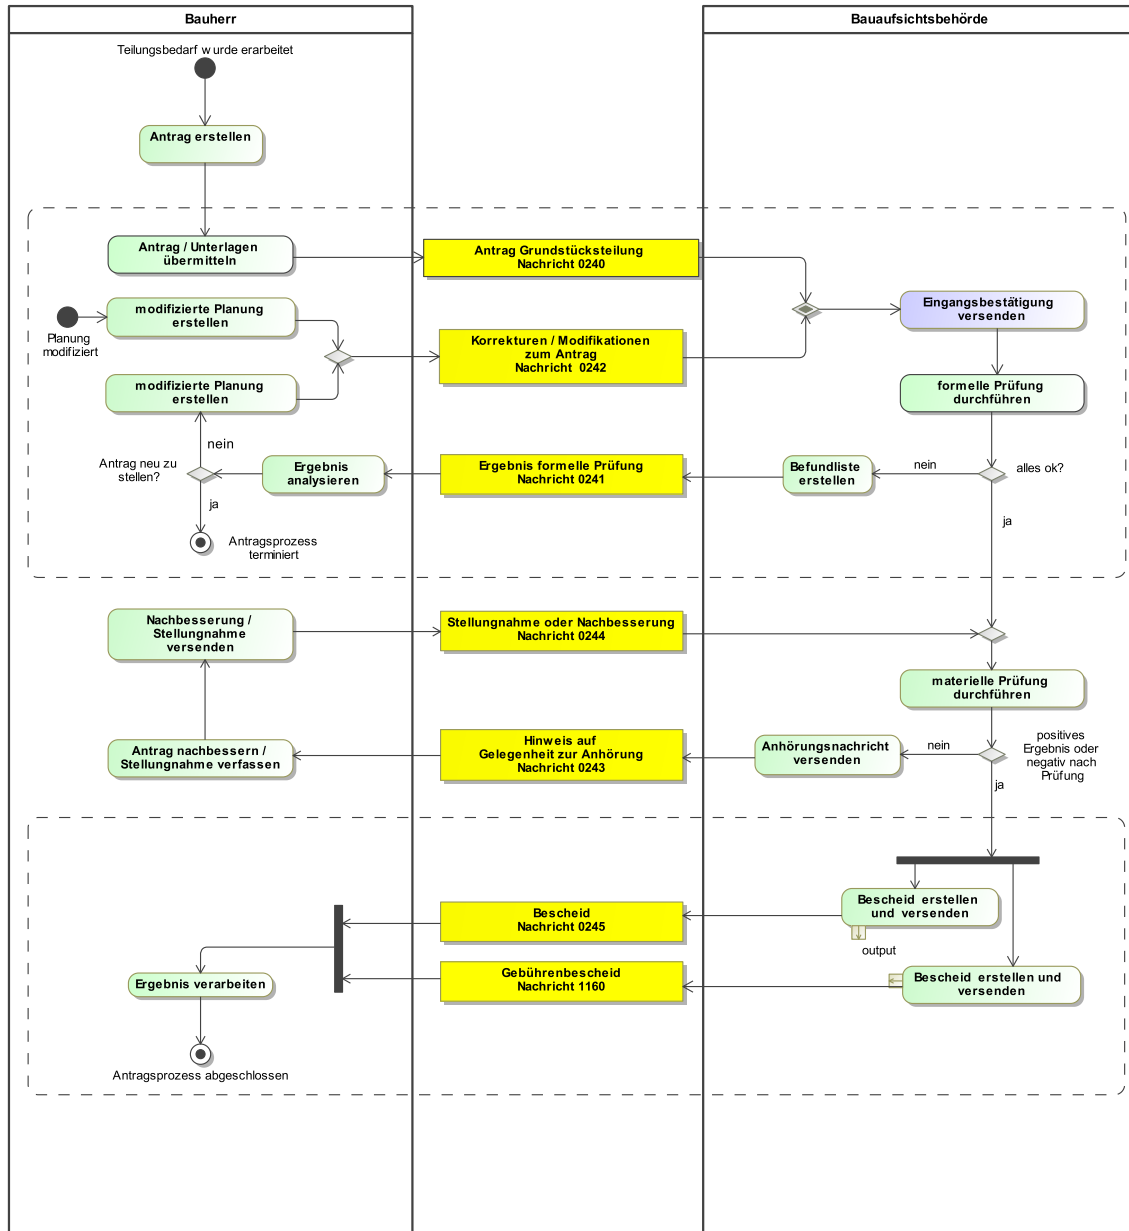 Bauherr
Bauaufsichtsbehörde
Teilungsbedarf wurde erarbeitet
Antrag erstellen
Antrag / Unterlagen
übermitteln
Antrag Grundstücksteilung
Nachricht 0240
modifizierte Planung
erstellen
Planung
modifiziert
Eingangsbestätigung
versenden
Korrekturen / Modifikationen
zum Antrag
Nachricht 0242
modifizierte Planung
erstellen
formelle Prüfung
durchführen
nein
Antrag neu zu
stellen?
ja
Ergebnis
analysieren
Ergebnis formelle Prüfung
Nachricht 0241
Befundliste
erstellen
nein
alles ok?
ja
Antragsprozess
terminiert
Nachbesserung /
Stellungnahme
versenden
Stellungnahme oder Nachbesserung
Nachricht 0244
materielle Prüfung
durchführen
Antrag nachbessern /
Stellungnahme verfassen
Hinweis auf
Gelegenheit zur Anhörung
Nachricht 0243
Anhörungsnachricht
versenden
nein
positives
Ergebnis oder
negativ nach
Prüfung
ja
Bescheid
Nachricht 0245
Bescheid erstellen
und versenden
output
Gebührenbescheid
Nachricht 1160
Bescheid erstellen und
versenden
Ergebnis verarbeiten
Antragsprozess abgeschlossen